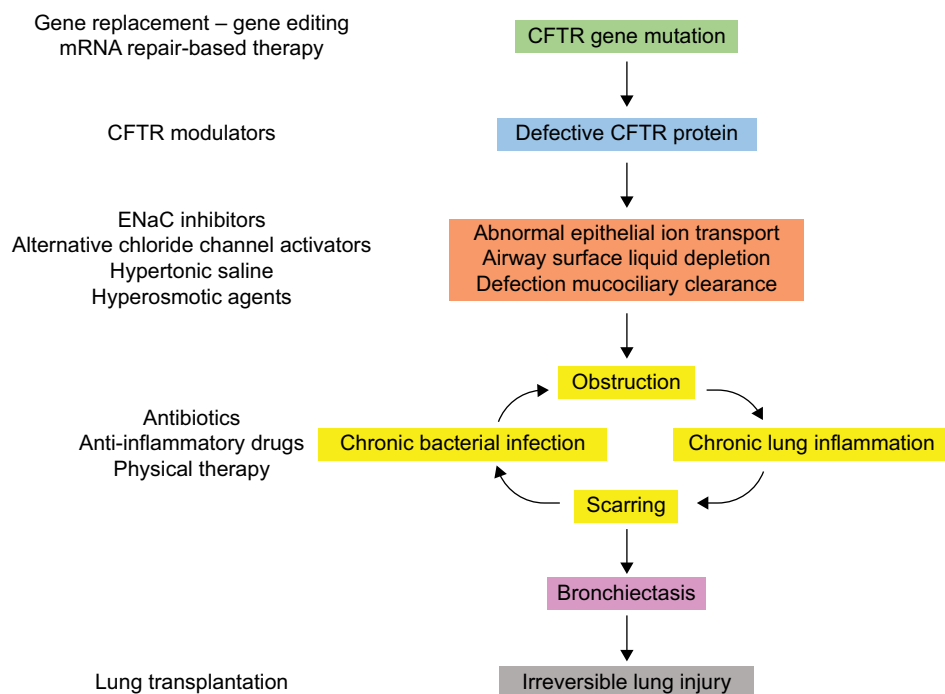 Gene replacement – gene editing
mRNA repair-based therapy
CFTR gene mutation
CFTR modulators
Defective CFTR protein
ENaC inhibitors
Alternative chloride channel activators
Hypertonic saline
Hyperosmotic agents
Abnormal epithelial ion transport
Airway surface liquid depletion
Defection mucociliary clearance
Obstruction
Antibiotics
Anti-inflammatory drugs
Physical therapy
Chronic bacterial infection
Chronic lung inflammation
Scarring
Bronchiectasis
Lung transplantation
Irreversible lung injury